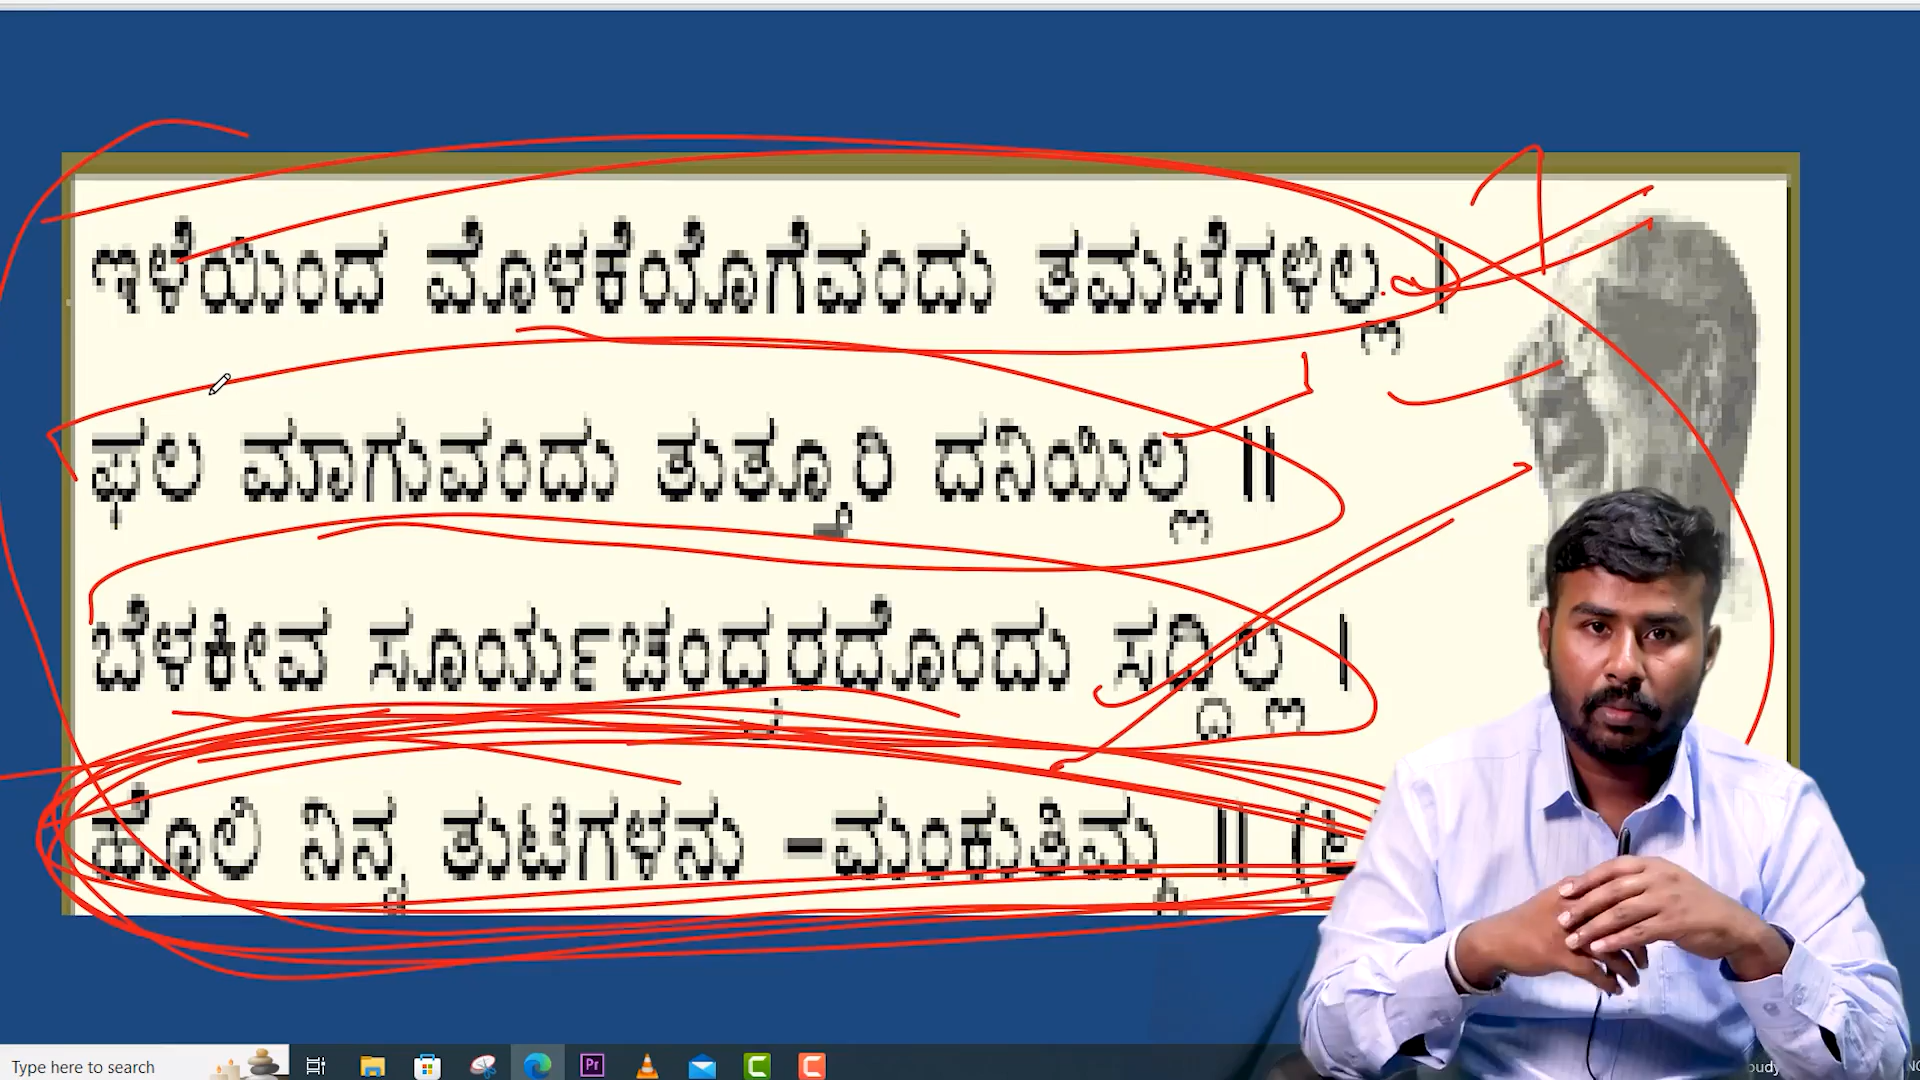 ಇಳೆಯಿಂದ ಮೊಳಕೆಯೊಗೆವಂದು ತಮಟೆಗಳಿಲ್ಲ |
ಫಲ ಮಾಗುವಂದು ತುತ್ತೂರಿ ದನಿಯಿಲ್ಲ ||
ಬೆಳಕೀವ ಸೂರ್ಯಚಂದ್ರರದೊಂದು ಸದ್ದಿಲ್ಲ |
ಹೊಲಿ ನಿನ್ನ ತುಟಿಗಳನು -ಮಂಕುತಿಮ್ಮ || (
Type here to search